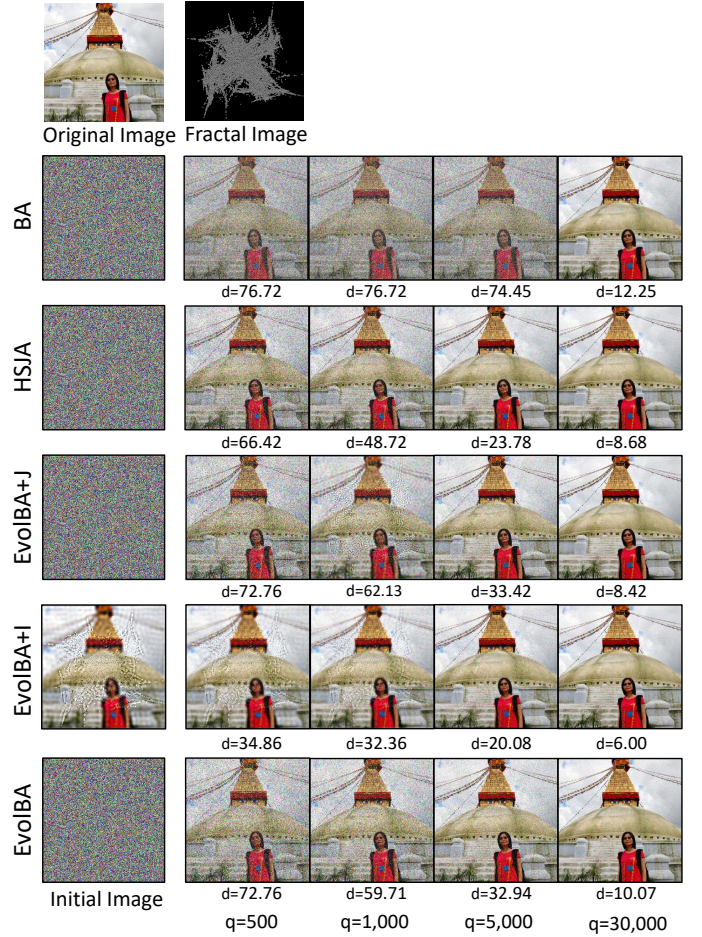 Original Image Fractal Image
BA
d=76.72 d=76.72 d=74.45 d=12.25
HSJA
d=66.42 d=48.72 d=23.78 d=8.68
EvolBA+J
d=72.76 d=62.13 d=33.42 d=8.42
EvolBA+I
d=34.86 d=32.36 d=20.08 d=6.00
EvolBA
d=72.76 d=59.71 d=32.94 d=10.07
Initial Image
q=500 q=1,000 q=5,000 q=30,000